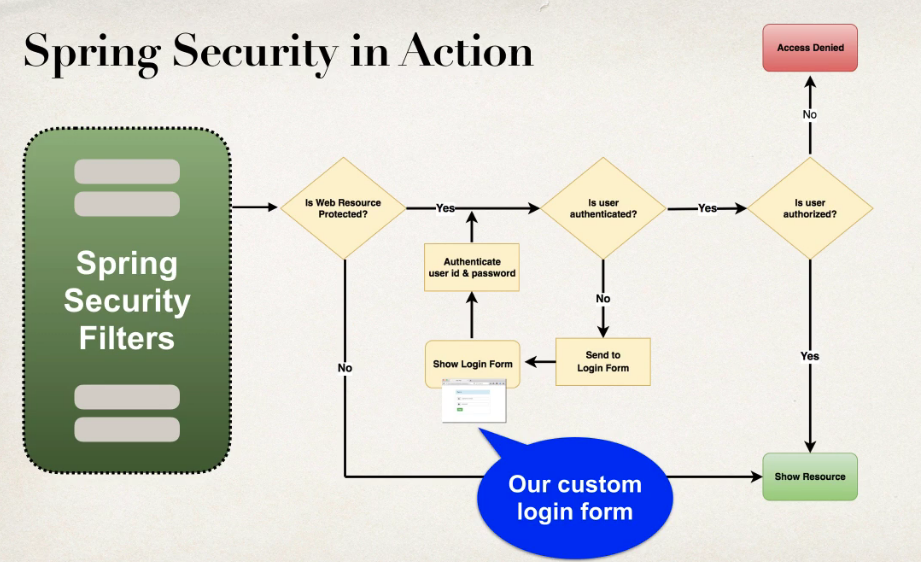 Spring Security in Action
Access Denied
No
Is Web Resource
Protected?
Yes
Is user
authenticated?
Yes
Is user
authorized?
Spring
Security
Filters
Authenticate
user id & password
No
No
Show Login Form
Send to
Login Form
Yes
Our custom
login form
Show Resource